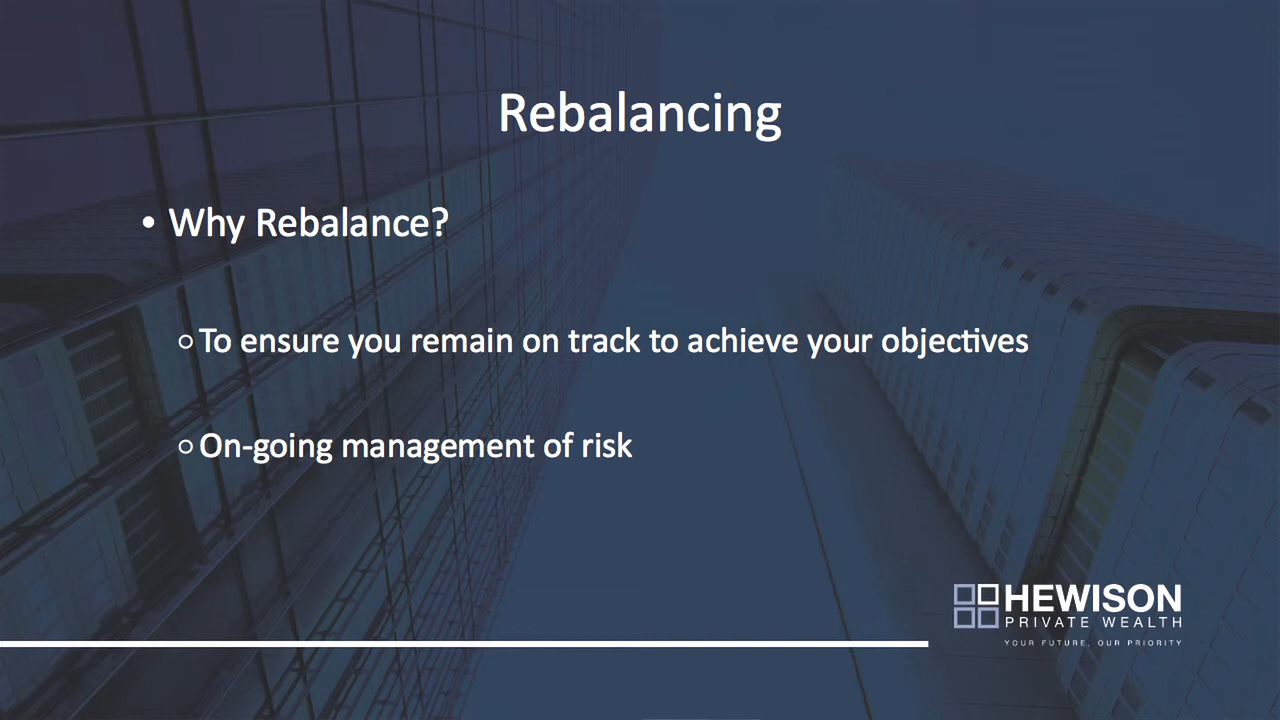 Rebalancing
• Why Rebalance?
○ To ensure you remain on track to achieve your objectives
○ On-going management of risk
HEWISON
PRIVATE WEALTH
YOUR FUTURE, OUR PRIORITY